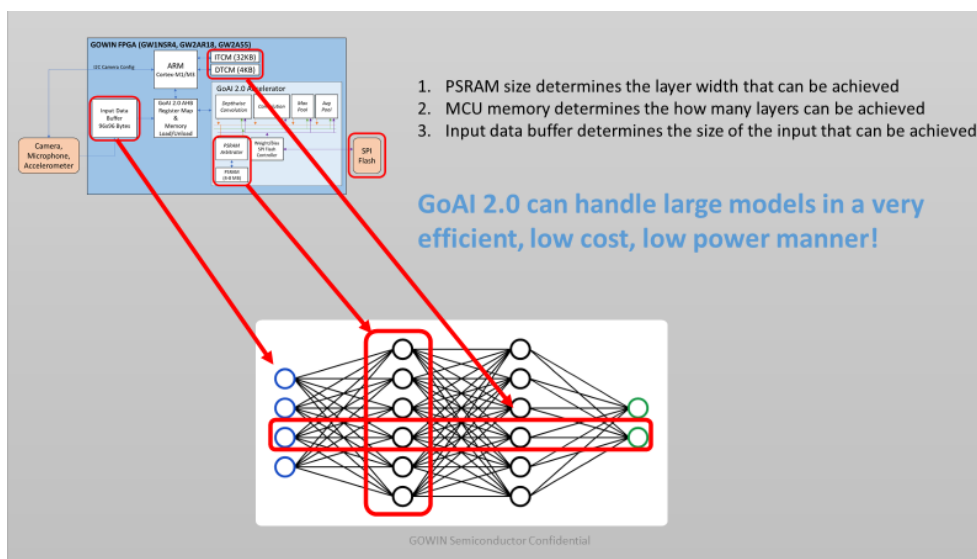 GOWIN FPGA (GW1NSR4, GW2AR18, GW2A55)
I2C Camera Config
ARM
Cortex-M1/M3
ITCM (32KB)
DTCM (4KB)
GoAI 2.0 Accelerator
Input Data
Buffer
96x96 Bytes
GoAI 2.0 AHB
Register Map
&
Memory
Load/Unload
Depthwise
Convolution
Max
Pool
Avg
Pool
PSRAM
Arbitrator
Weight/Bias
SPI Flash
Controller
PSRAM
Camera,
Microphone,
Accelerometer
SPI
Flash
1. PSRAM size determines the layer width that can be achieved
2. MCU memory determines the how many layers can be achieved
3. Input data buffer determines the size of the input that can be achieved
GoAI 2.0 can handle large models in a very
efficient, low cost, low power manner!
GOWIN Semiconductor Confidential